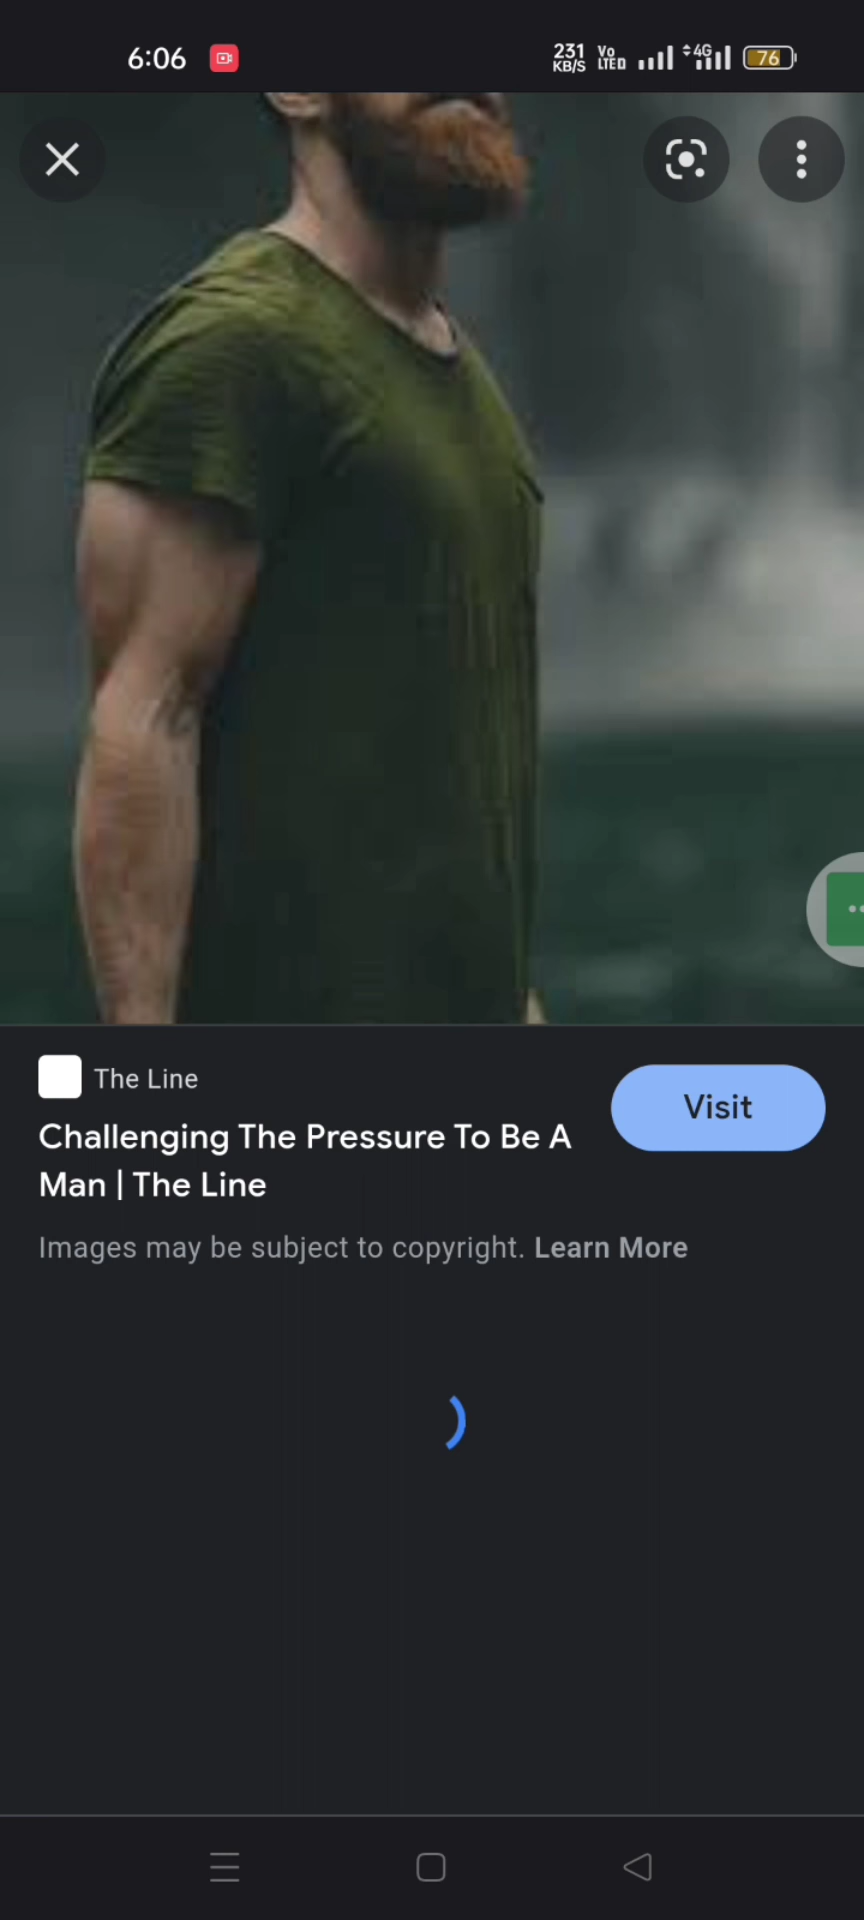 6:06
231 KB/S Vo LTED 4G 76
The Line
Visit
Challenging The Pressure To Be A
Man | The Line
Images may be subject to copyright. Learn More